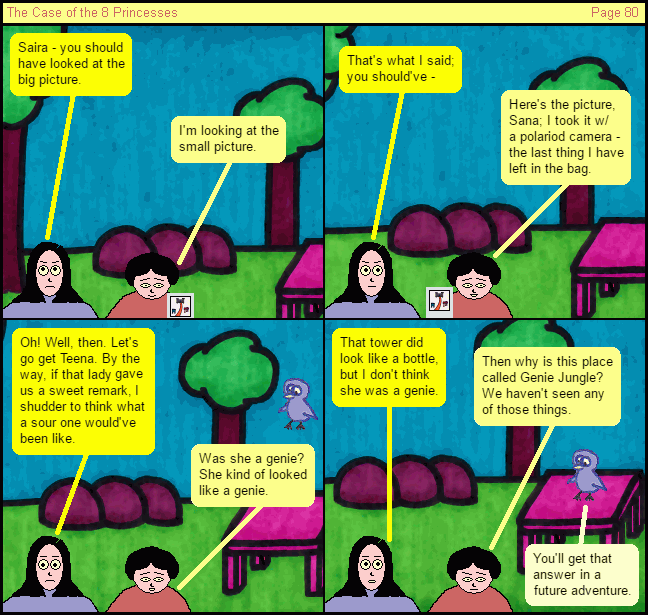 The Case of the 8 Princesses
Page 80
Saira - you should
have looked at the
big picture.
I'm looking at the
small picture.
That's what I said;
you should've -
Here's the picture,
Sana; I took it w/
a polariod camera -
the last thing I have
left in the bag.
Oh! Well, then. Let's
go get Teena. By the
way, if that lady gave
us a sweet remark, I
shudder to think what
a sour one would've
been like.
Was she a genie?
She kind of looked
like a genie.
That tower did
look like a bottle,
but I don't think
she was a genie.
Then why is this place
called Genie Jungle?
We haven't seen any
of those things.
You'll get that
answer in a
future adventure.